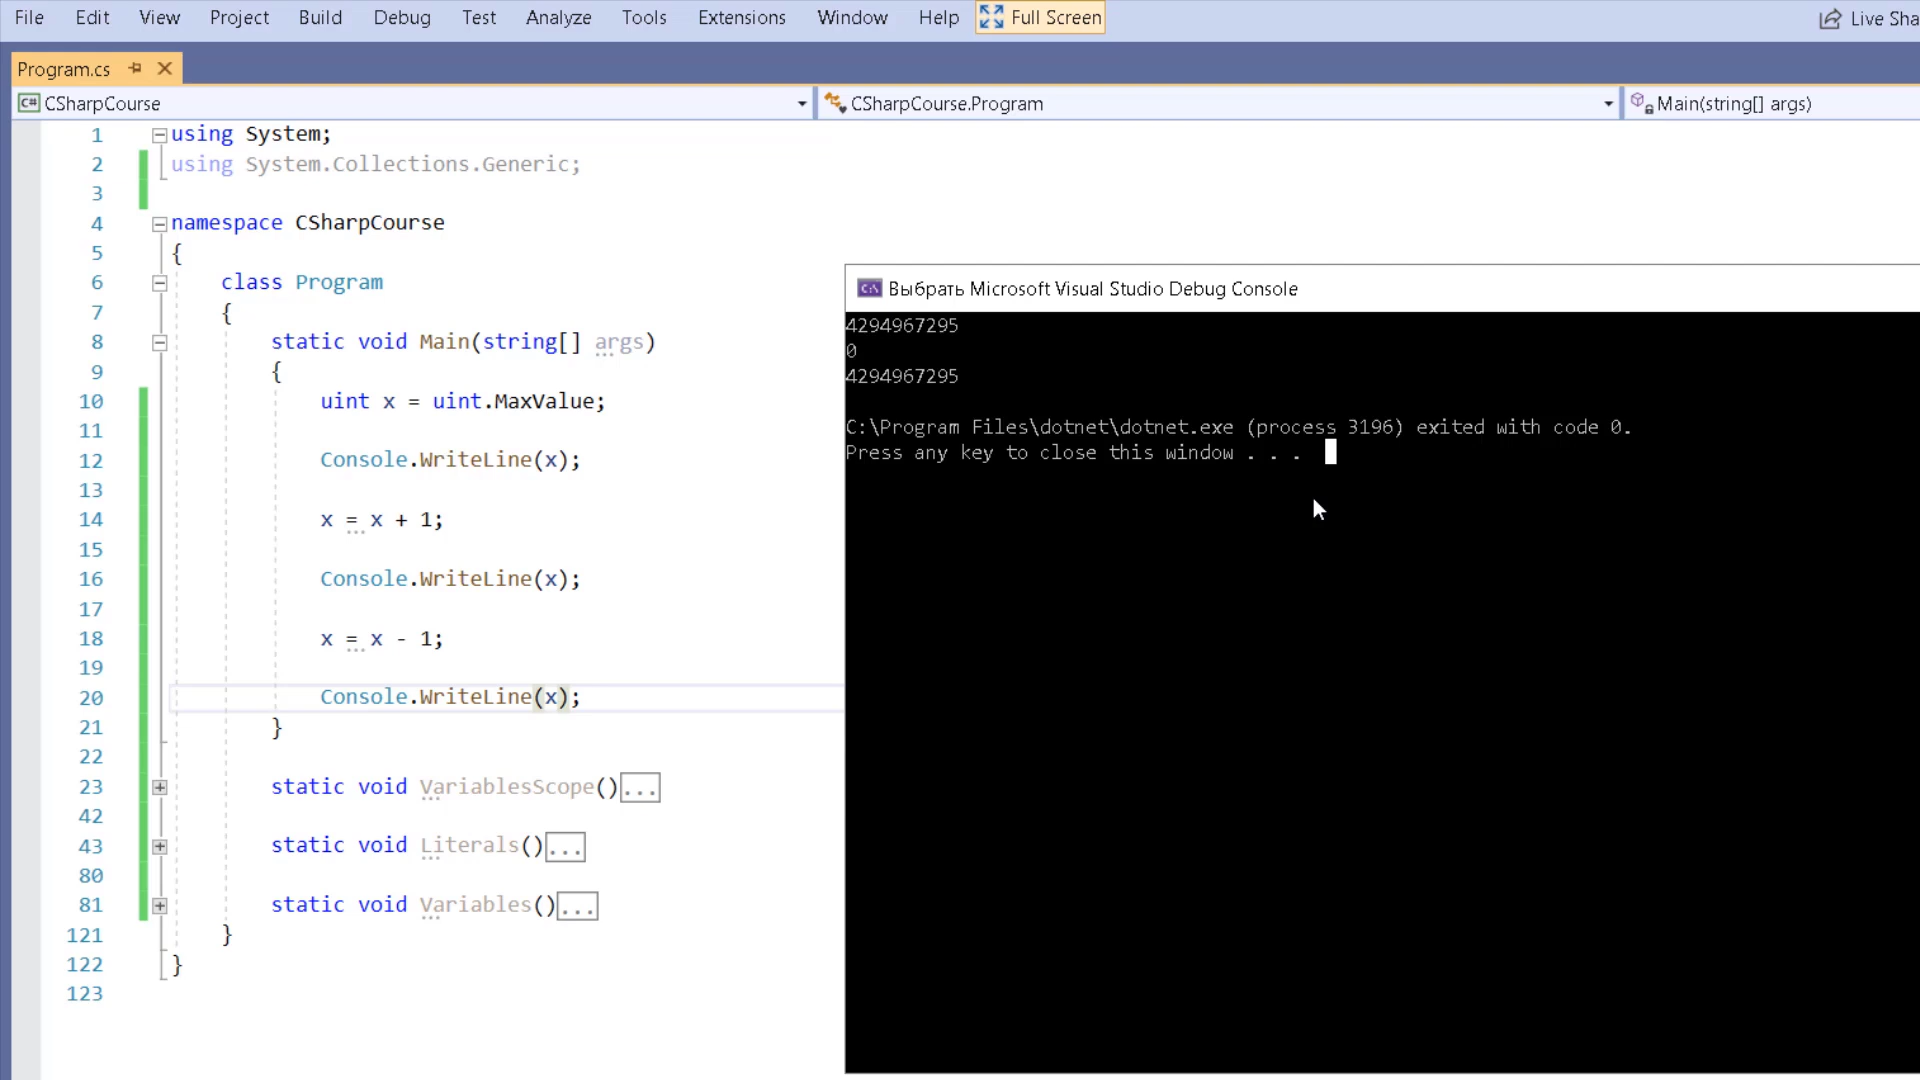 File Edit View Project Build Debug Test Analyze Tools Extensions Window Help Full Screen Live Sha
Program.cs
C# CSharpCourse CSharpCourse.Program Main(string[] args)
1 using System;
2 using System.Collections.Generic;
3
4 namespace CSharpCourse
5 {
6 class Program
7 {
8 static void Main(string[] args)
9 {
10 uint x = uint.MaxValue;
11
12 Console.WriteLine(x);
13
14 x = x + 1;
15
16 Console.WriteLine(x);
17
18 x = x - 1;
19
20 Console.WriteLine(x);
21 }
22
23 static void VariablesScope()...
42
43 static void Literals()...
80
81 static void Variables()...
121 }
122 }
123
C:\ Выбрать Microsoft Visual Studio Debug Console
4294967295
0
4294967295
C:\Program Files\dotnet\dotnet.exe (process 3196) exited with code 0.
Press any key to close this window . . .